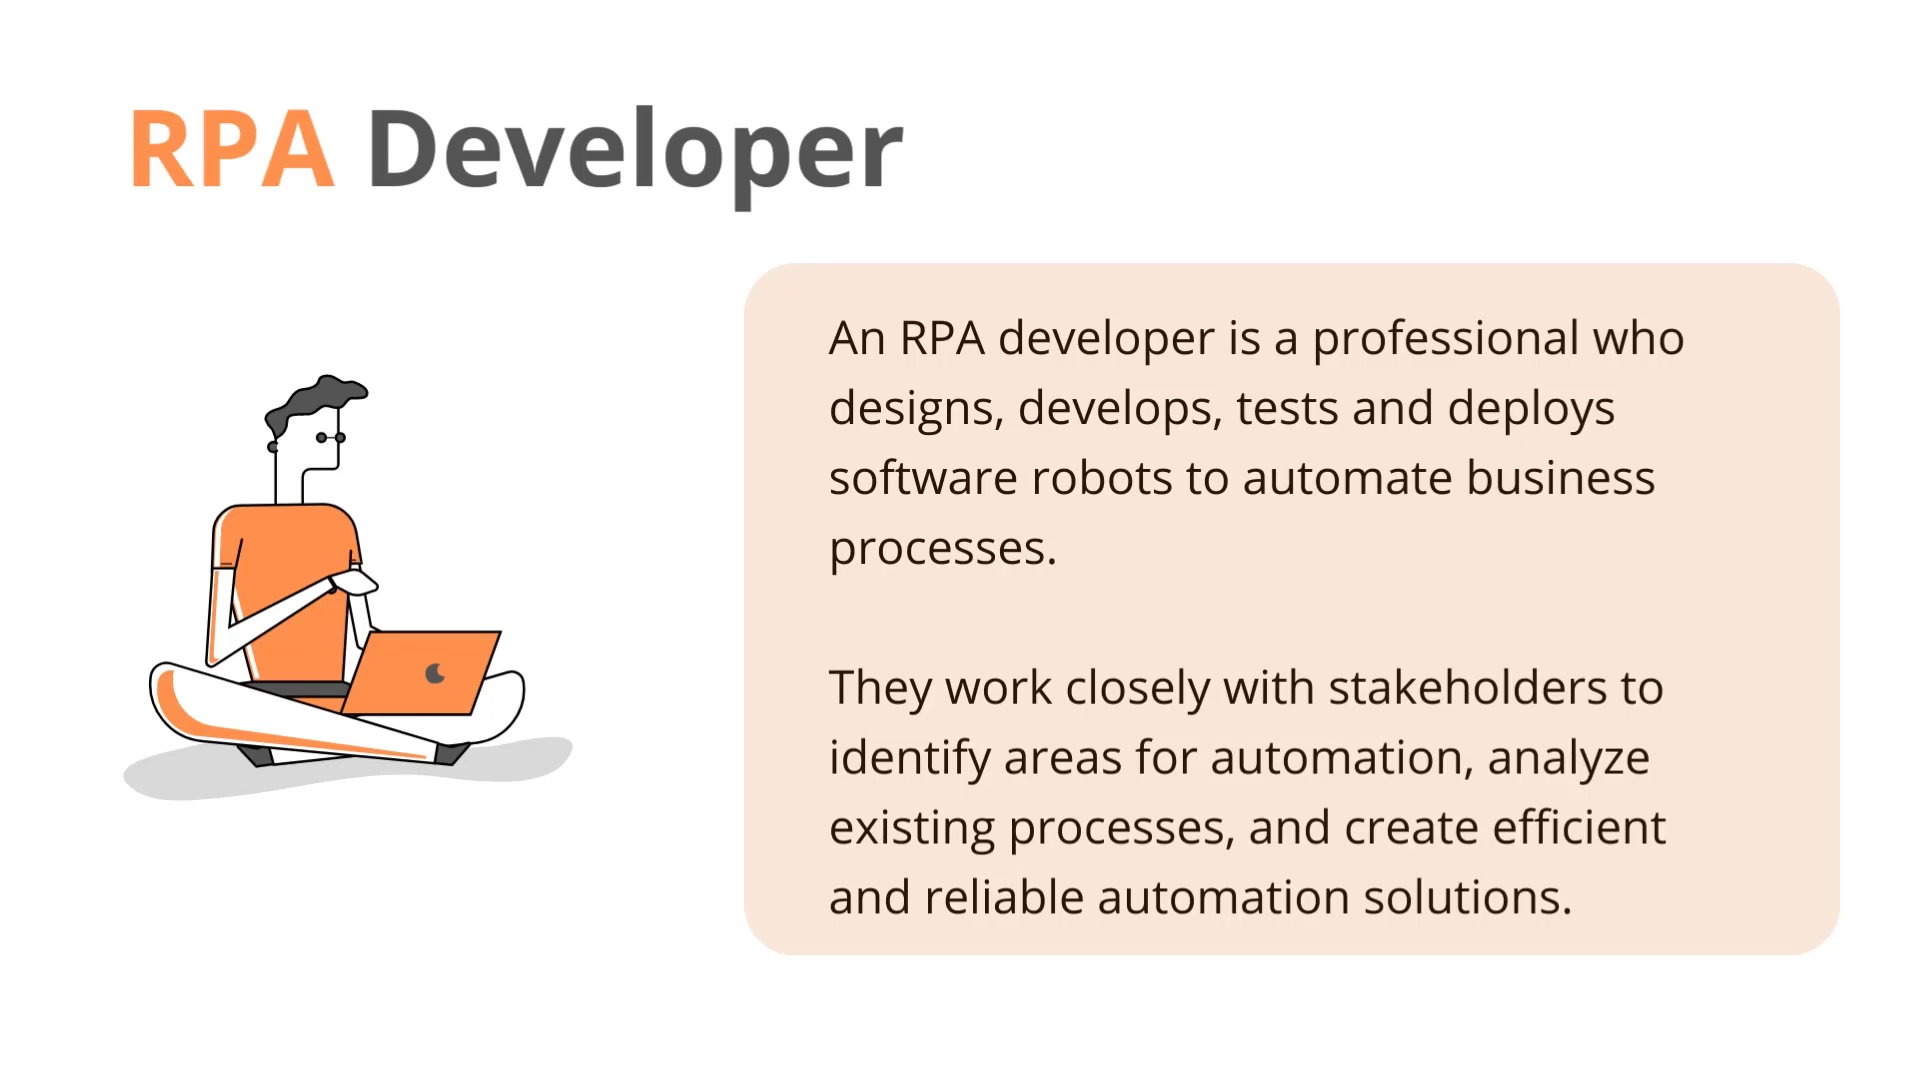 RPA Developer
An RPA developer is a professional who
designs, develops, tests and deploys
software robots to automate business
processes.
They work closely with stakeholders to
identify areas for automation, analyze
existing processes, and create efficient
and reliable automation solutions.